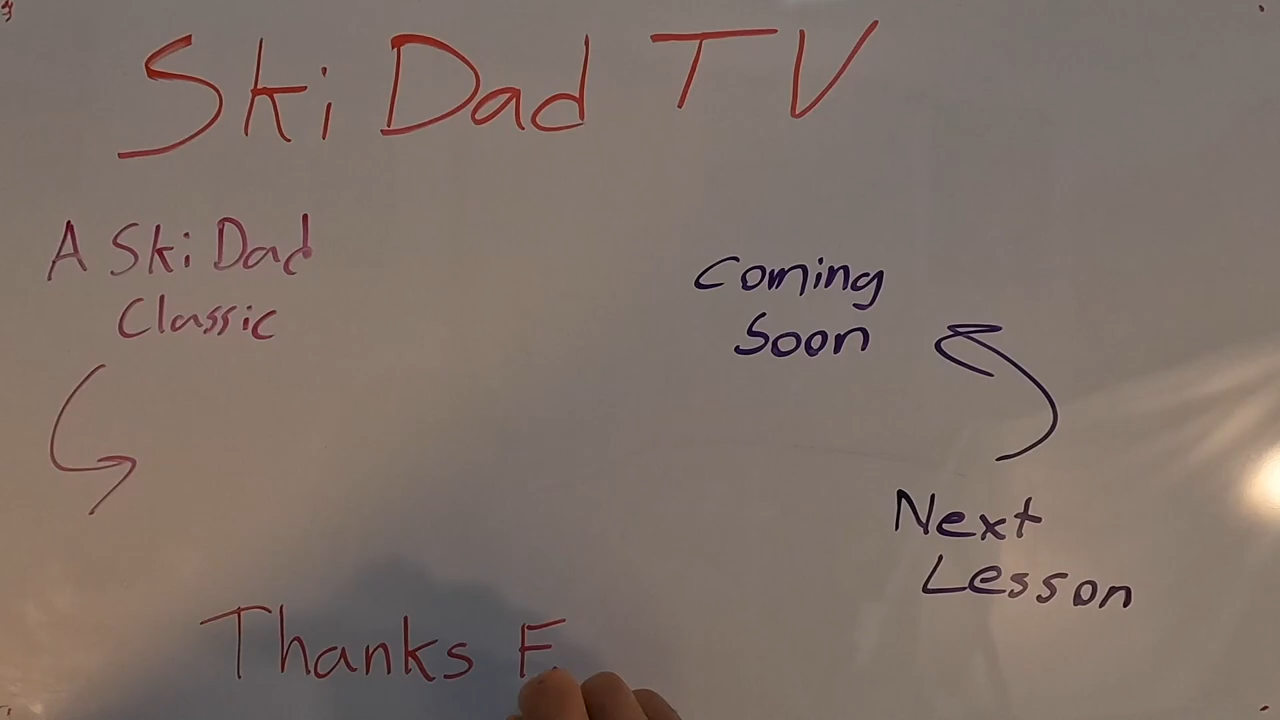 Ski Dad TV
A Ski Dad
Classic
Coming
Soon
Next
Lesson
Thanks F